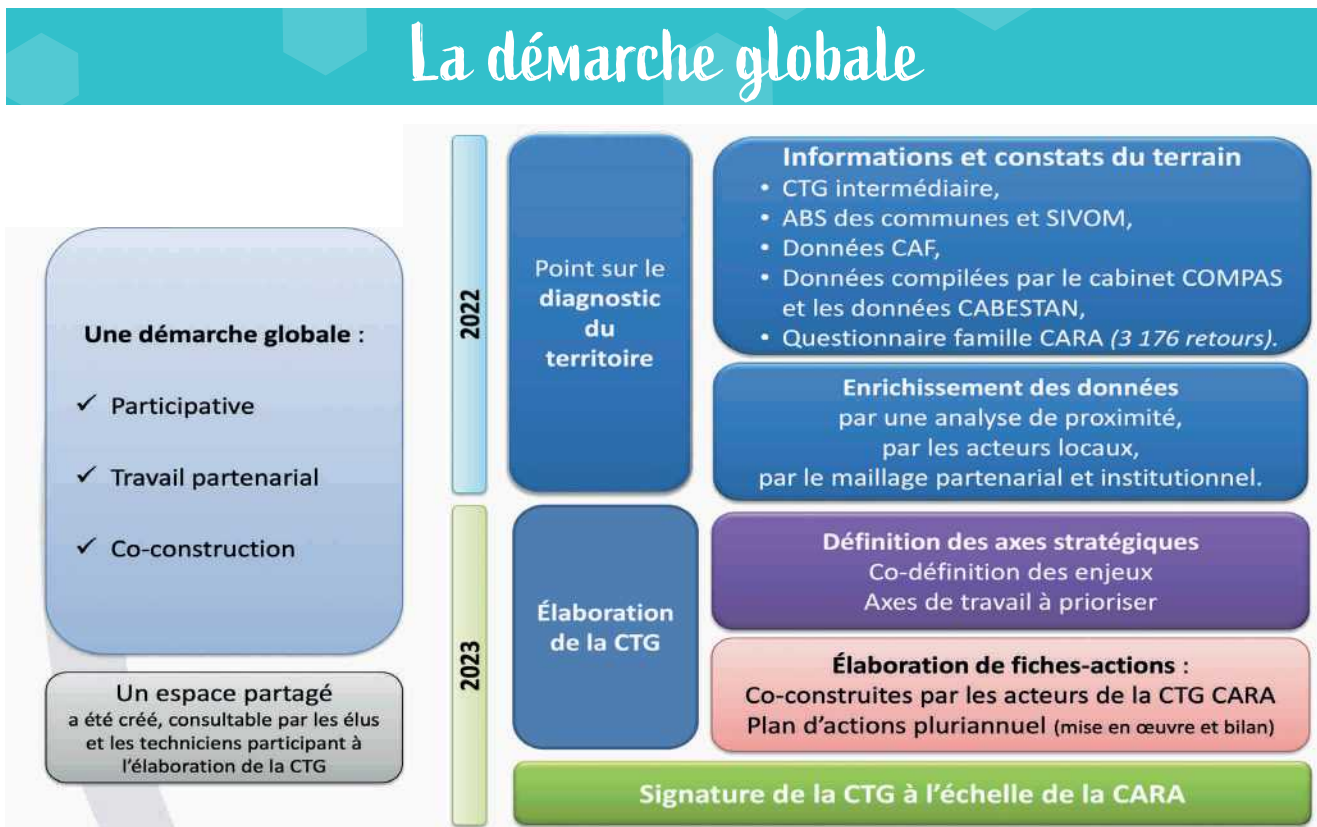 La démarche globale
Une démarche globale :
✓ Participative
✓ Travail partenarial
✓ Co-construction
Un espace partagé
a été créé, consultable par les élus
et les techniciens participant à
l'élaboration de la CTG
2022
Point sur le
diagnostic
du
territoire
Informations et constats du terrain
• CTG intermédiaire,
• ABS des communes et SIVOM,
• Données CAF,
• Données compilées par le cabinet COMPAS
et les données CABESTAN,
• Questionnaire famille CARA (3 176 retours).
Enrichissement des données
par une analyse de proximité,
par les acteurs locaux,
par le maillage partenarial et institutionnel.
2023
Élaboration
de la CTG
Définition des axes stratégiques
Co-définition des enjeux
Axes de travail à prioriser
Élaboration de fiches-actions :
Co-construites par les acteurs de la CTG CARA
Plan d'actions pluriannuel (mise en œuvre et bilan)
Signature de la CTG à l'échelle de la CARA